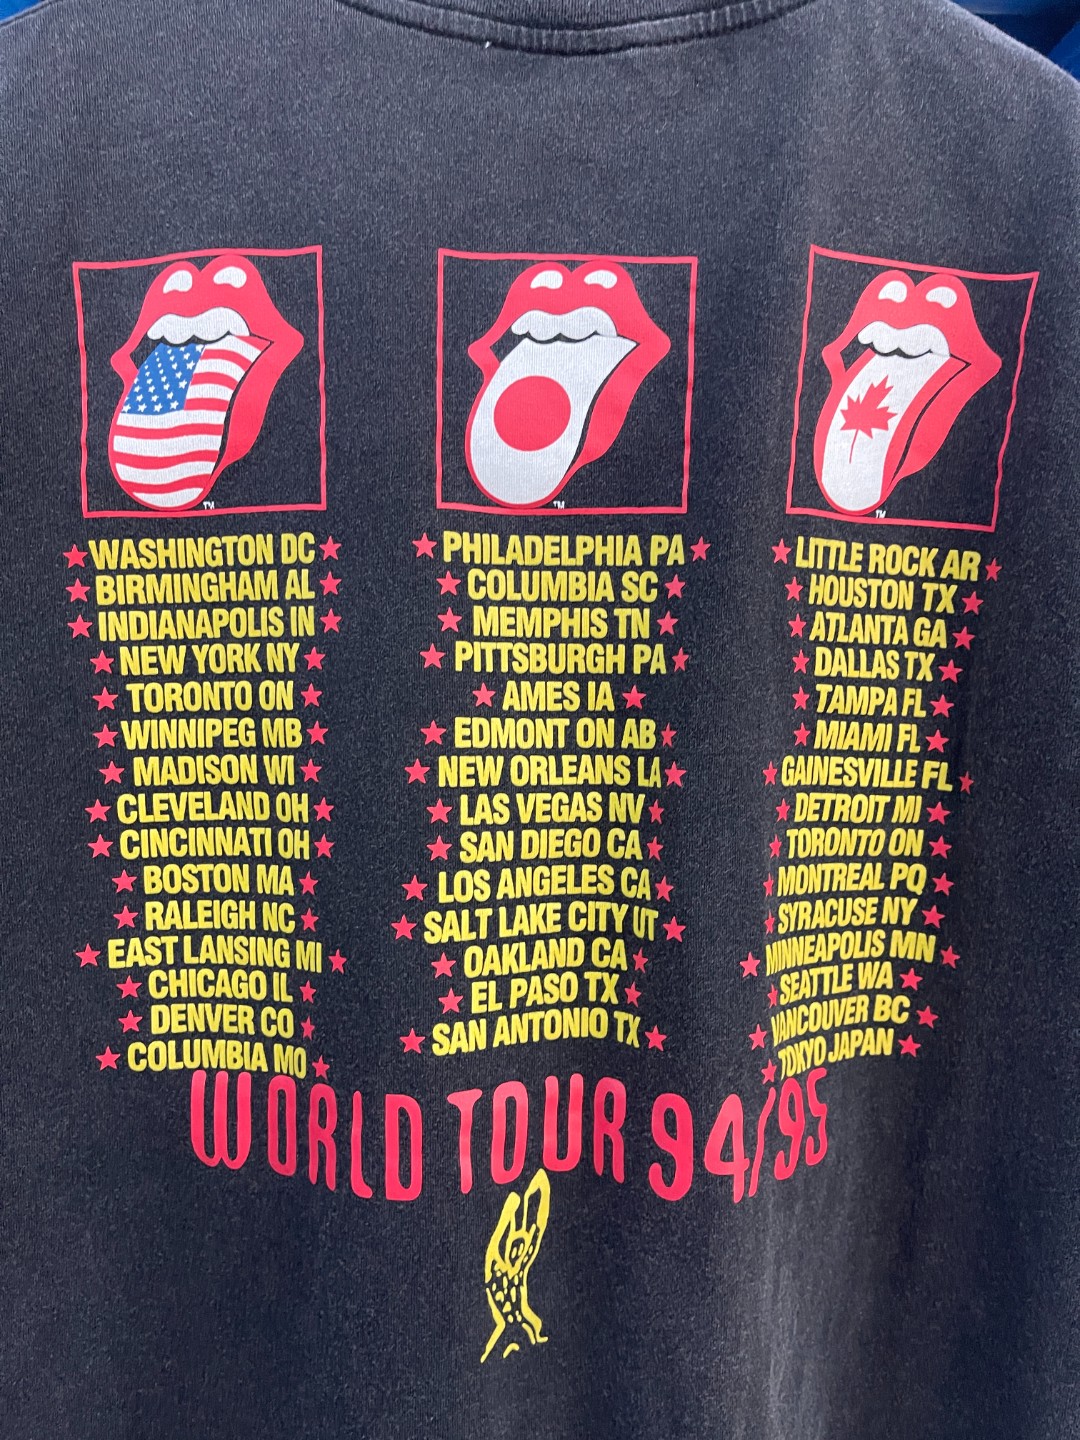 TM
TM
TM
WASHINGTON DC
BIRMINGHAM AL
INDIANAPOLIS IN
NEW YORK NY
TORONTO ON
WINNIPEG MB
MADISON WI
CLEVELAND OH
CINCINNATI OH
BOSTON MA
RALEIGH NC
EAST LANSING MI
CHICAGO IL
DENVER CO
COLUMBIA MO
PHILADELPHIA PA
COLUMBIA SC
MEMPHIS TN
PITTSBURGH PA
AMES IA
EDMONT ON AB
NEW ORLEANS LA
LAS VEGAS NV
SAN DIEGO CA
LOS ANGELES CA
SALT LAKE CITY UT
OAKLAND CA
EL PASO TX
SAN ANTONIO TX
LITTLE ROCK AR
HOUSTON TX
ATLANTA GA
DALLAS TX
TAMPA FL
MIAMI FL
GAINESVILLE FL
DETROIT MI
TORONTO ON
MONTREAL PQ
SYRACUSE NY
MINNEAPOLIS MN
SEATTLE WA
VANCOUVER BC
TOKYO JAPAN
WORLD TOUR 94/95